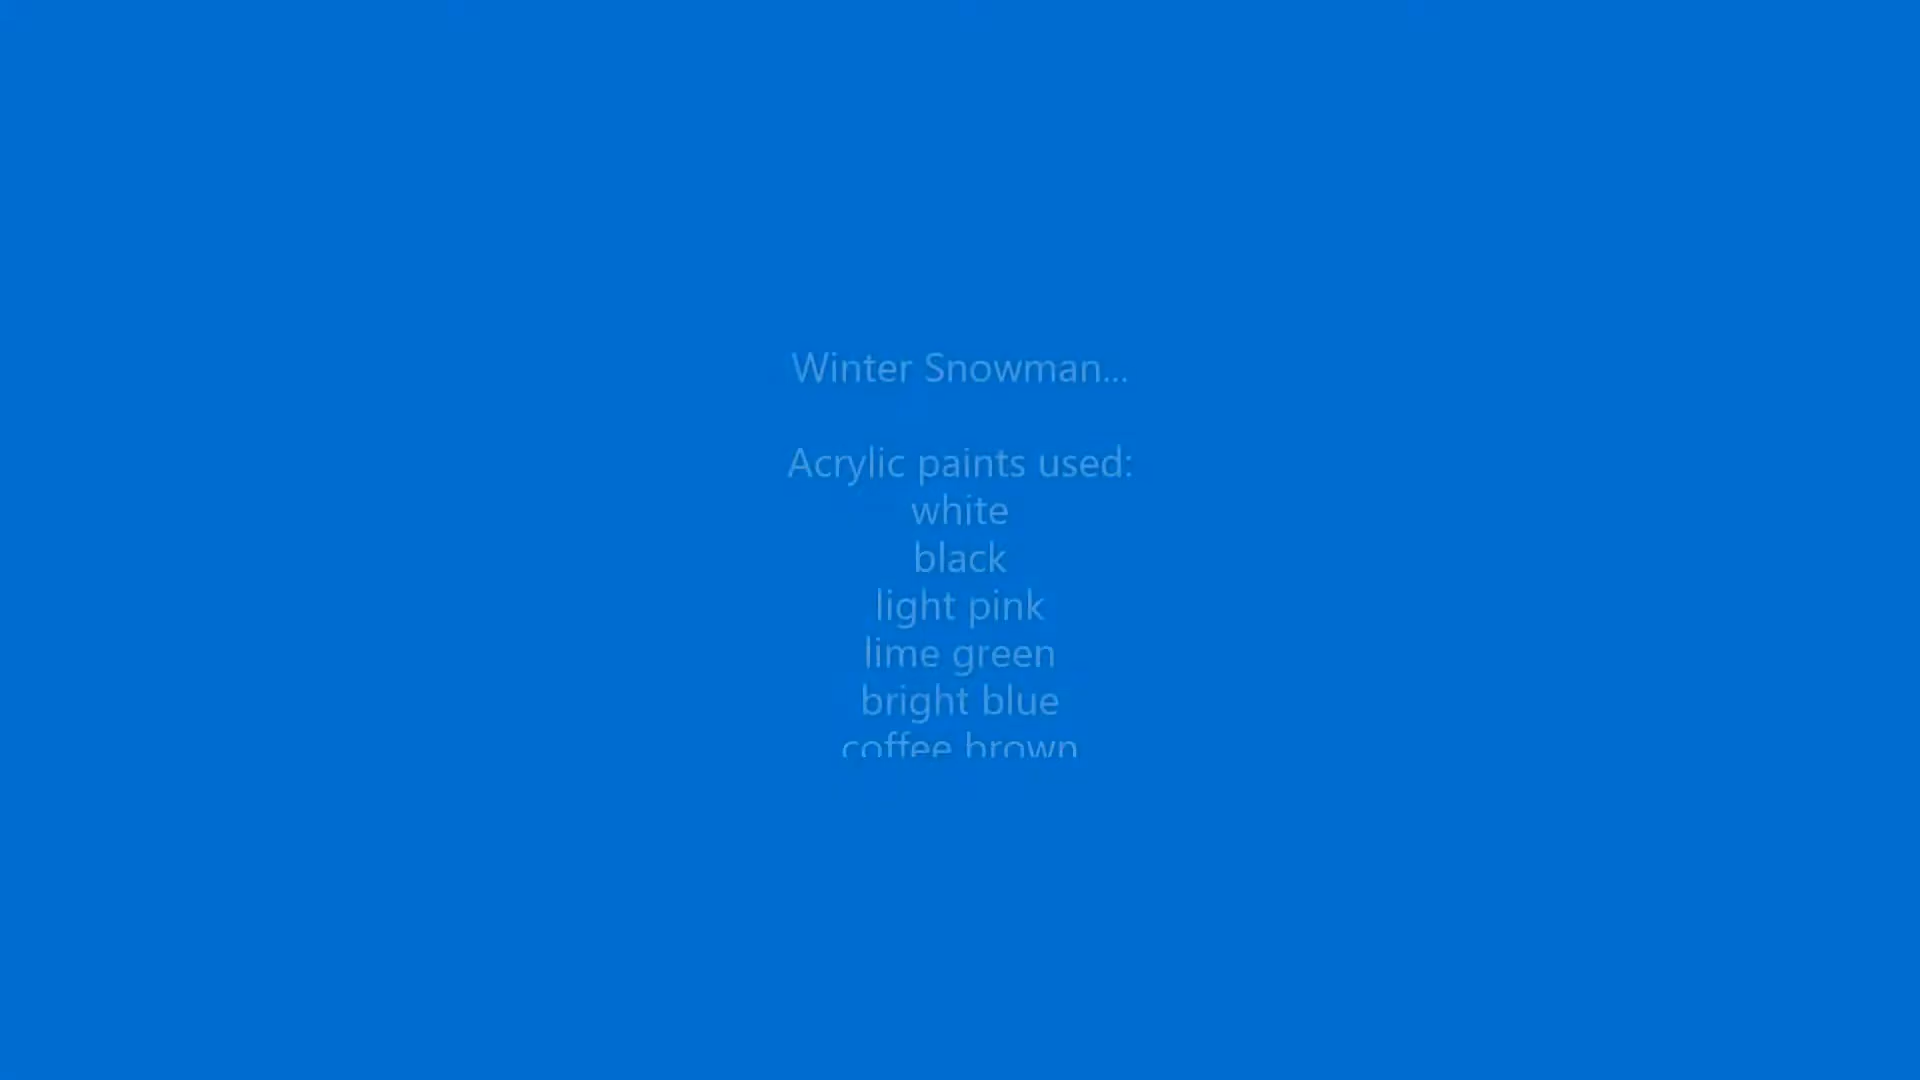 Winter Snowman...
Acrylic paints used:
white
black
light pink
lime green
bright blue
coffee brown